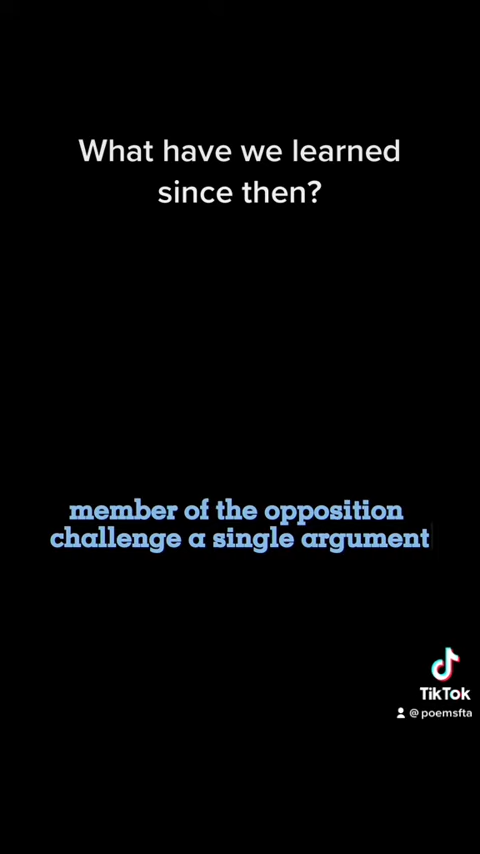 What have we learned
since then?
member of the opposition
challenge a single argument
TikTok
@ poemsfta